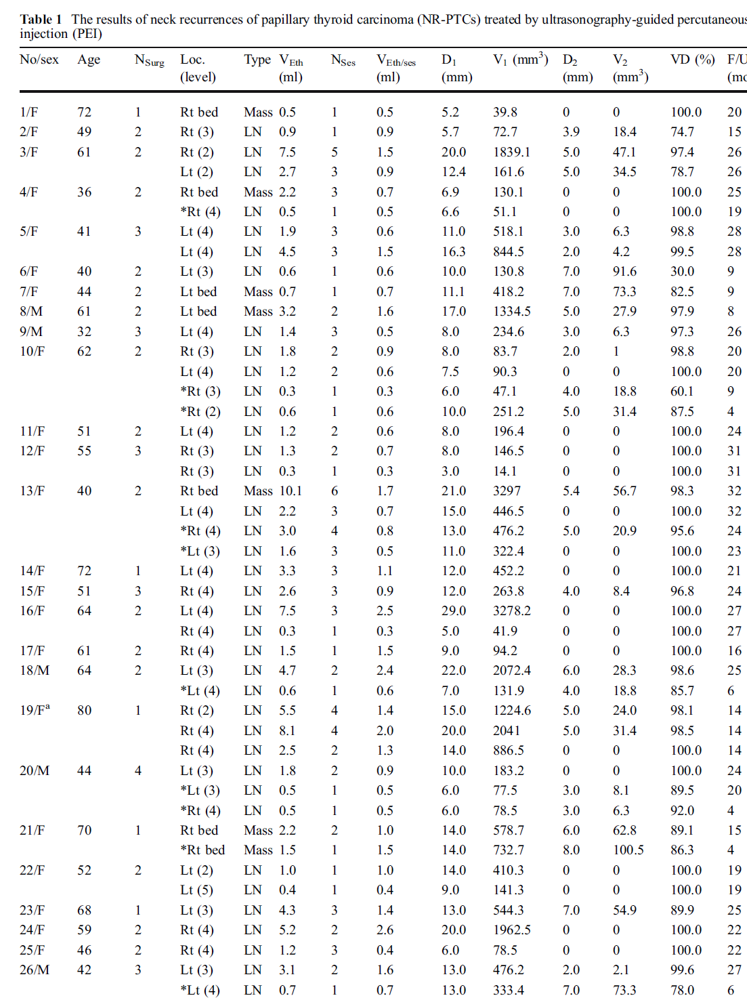 Table 1 The results of neck recurrences of papillary thyroid carcinoma (NR-PTCs) treated by ultrasonography-guided percutaneous
injection (PEI)
No/sex Age NSurg Loc. (level) Type VEth (ml) NSes VEth/ses (ml) D1 (mm) V1 (mm3) D2 (mm) V2 (mm3) VD (%) F/U
1/F 72 1 Rt bed Mass 0.5 1 0.5 5.2 39.8 0 0 100.0 20
2/F 49 2 Rt (3) LN 0.9 1 0.9 5.7 72.7 3.9 18.4 74.7 15
3/F 61 2 Rt (2) LN 7.5 5 1.5 20.0 1839.1 5.0 47.1 97.4 26
Lt (2) LN 2.7 3 0.9 12.4 161.6 5.0 34.5 78.7 26
4/F 36 2 Rt bed Mass 2.2 3 0.7 6.9 130.1 0 0 100.0 25
*Rt (4) LN 0.5 1 0.5 6.6 51.1 0 0 100.0 19
5/F 41 3 Lt (4) LN 1.9 3 0.6 11.0 518.1 3.0 6.3 98.8 28
Lt (4) LN 4.5 3 1.5 16.3 844.5 2.0 4.2 99.5 28
6/F 40 2 Lt (3) LN 0.6 1 0.6 10.0 130.8 7.0 91.6 30.0 9
7/F 44 2 Lt bed Mass 0.7 1 0.7 11.1 418.2 7.0 73.3 82.5 9
8/M 61 2 Lt bed Mass 3.2 2 1.6 17.0 1334.5 5.0 27.9 97.9 8
9/M 32 3 Lt (4) LN 1.4 3 0.5 8.0 234.6 3.0 6.3 97.3 26
10/F 62 2 Rt (3) LN 1.8 2 0.9 8.0 83.7 2.0 1 98.8 20
Lt (4) LN 1.2 2 0.6 7.5 90.3 0 0 100.0 20
*Rt (3) LN 0.3 1 0.3 6.0 47.1 4.0 18.8 60.1 9
*Rt (2) LN 0.6 1 0.6 10.0 251.2 5.0 31.4 87.5 4
11/F 51 2 Lt (4) LN 1.2 2 0.6 8.0 196.4 0 0 100.0 24
12/F 55 3 Rt (3) LN 1.3 2 0.7 8.0 146.5 0 0 100.0 31
Rt (3) LN 0.3 1 0.3 3.0 14.1 0 0 100.0 31
13/F 40 2 Rt bed Mass 10.1 6 1.7 21.0 3297 5.4 56.7 98.3 32
Lt (4) LN 2.2 3 0.7 15.0 446.5 0 0 100.0 32
*Rt (4) LN 3.0 4 0.8 13.0 476.2 5.0 20.9 95.6 24
*Lt (3) LN 1.6 3 0.5 11.0 322.4 0 0 100.0 23
14/F 72 1 Lt (4) LN 3.3 3 1.1 12.0 452.2 0 0 100.0 21
15/F 51 3 Rt (4) LN 2.6 3 0.9 12.0 263.8 4.0 8.4 96.8 24
16/F 64 2 Lt (4) LN 7.5 3 2.5 29.0 3278.2 0 0 100.0 27
Rt (4) LN 0.3 1 0.3 5.0 41.9 0 0 100.0 27
17/F 61 2 Rt (4) LN 1.5 1 1.5 9.0 94.2 0 0 100.0 16
18/M 64 2 Lt (3) LN 4.7 2 2.4 22.0 2072.4 6.0 28.3 98.6 25
*Lt (4) LN 0.6 1 0.6 7.0 131.9 4.0 18.8 85.7 6
19/Fa 80 1 Rt (2) LN 5.5 4 1.4 15.0 1224.6 5.0 24.0 98.1 14
Rt (4) LN 8.1 4 2.0 20.0 2041 5.0 31.4 98.5 14
Rt (4) LN 2.5 2 1.3 14.0 886.5 0 0 100.0 14
20/M 44 4 Lt (3) LN 1.8 2 0.9 10.0 183.2 0 0 100.0 24
*Lt (3) LN 0.5 1 0.5 6.0 77.5 3.0 8.1 89.5 20
*Rt (4) LN 0.5 1 0.5 6.0 78.5 3.0 6.3 92.0 4
21/F 70 1 Rt bed Mass 2.2 2 1.0 14.0 578.7 6.0 62.8 89.1 15
*Rt bed Mass 1.5 1 1.5 14.0 732.7 8.0 100.5 86.3 4
22/F 52 2 Lt (2) LN 1.0 1 1.0 14.0 410.3 0 0 100.0 19
Lt (5) LN 0.4 1 0.4 9.0 141.3 0 0 100.0 19
23/F 68 1 Lt (3) LN 4.3 3 1.4 13.0 544.3 7.0 54.9 89.9 25
24/F 59 2 Rt (4) LN 5.2 2 2.6 20.0 1962.5 0 0 100.0 22
25/F 46 2 Rt (4) LN 1.2 3 0.4 6.0 78.5 0 0 100.0 22
26/M 42 3 Lt (3) LN 3.1 2 1.6 13.0 476.2 2.0 2.1 99.6 27
*Lt (4) LN 0.7 1 0.7 13.0 333.4 7.0 73.3 78.0 6